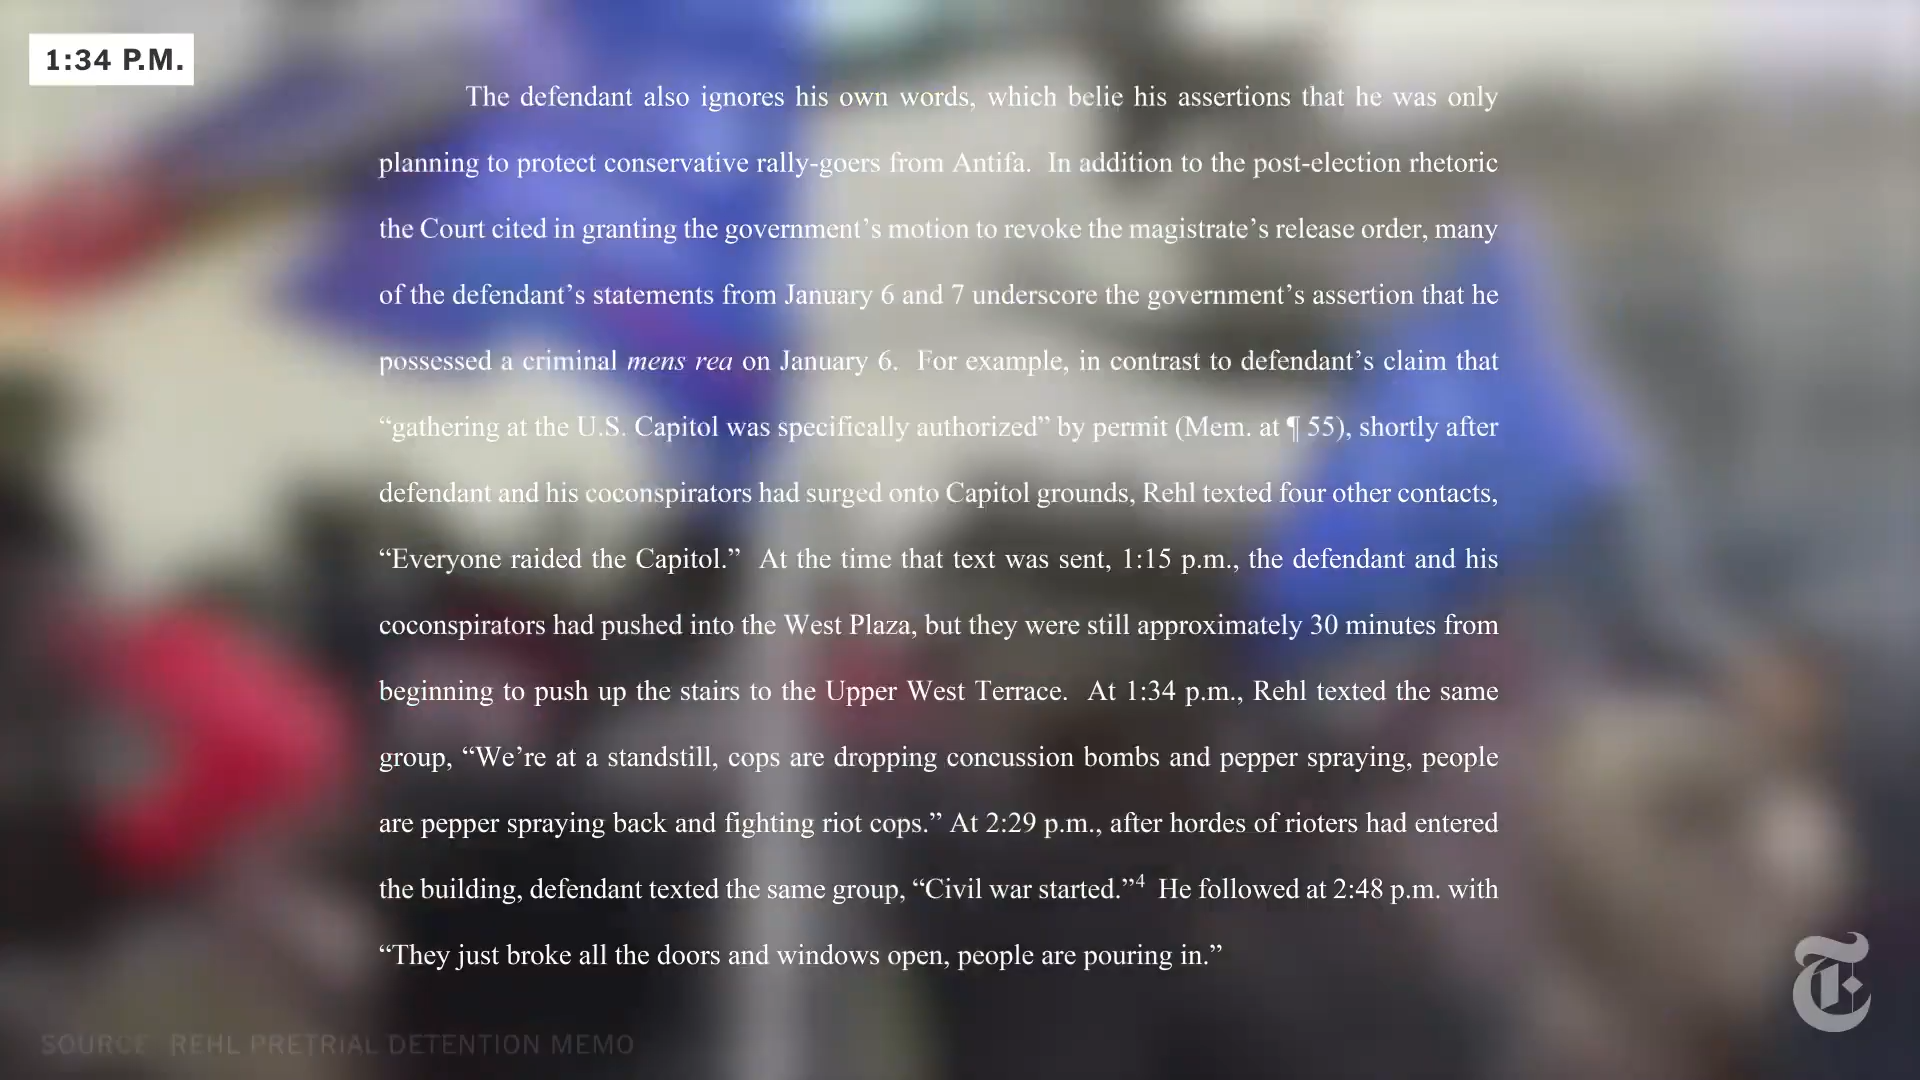 1:34 P.M.
The defendant also ignores his own words, which belie his assertions that he was only
planning to protect conservative rally-goers from Antifa. In addition to the post-election rhetoric
the Court cited in granting the government’s motion to revoke the magistrate’s release order, many
of the defendant’s statements from January 6 and 7 underscore the government’s assertion that he
possessed a criminal mens rea on January 6. For example, in contrast to defendant’s claim that
“gathering at the U.S. Capitol was specifically authorized” by permit (Mem. at ¶ 55), shortly after
defendant and his coconspirators had surged onto Capitol grounds, Rehl texted four other contacts,
“Everyone raided the Capitol.” At the time that text was sent, 1:15 p.m., the defendant and his
coconspirators had pushed into the West Plaza, but they were still approximately 30 minutes from
beginning to push up the stairs to the Upper West Terrace. At 1:34 p.m., Rehl texted the same
group, “We’re at a standstill, cops are dropping concussion bombs and pepper spraying, people
are pepper spraying back and fighting riot cops.” At 2:29 p.m., after hordes of rioters had entered
the building, defendant texted the same group, “Civil war started.”4 He followed at 2:48 p.m. with
“They just broke all the doors and windows open, people are pouring in.”
SOURCE: REHL PRETRIAL DETENTION MEMO
T